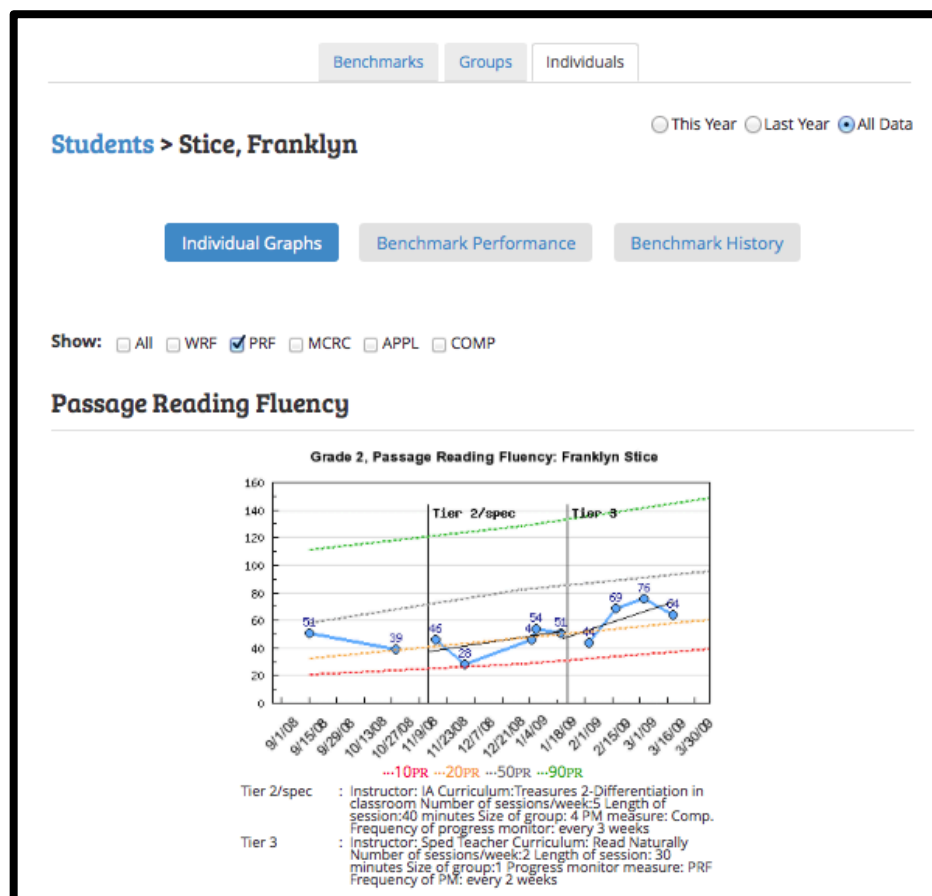 Benchmarks Groups Individuals
This Year Last Year All Data
Students > Stice, Franklyn
Individual Graphs Benchmark Performance Benchmark History
Show: All WRF PRF MCRC APPL COMP
Passage Reading Fluency
Grade 2, Passage Reading Fluency: Franklyn Stice
160
140
120
100
80
60
40
20
0
Tier 2/spec Tier 3
51 39 46 28 54 51 69 76 64
9/1/08 9/15/08 9/29/08 10/13/08 10/27/08 11/9/08 11/23/08 12/7/08 12/21/08 1/4/09 1/18/09 2/1/09 2/15/09 3/1/09 3/16/09 3/30/09
···10PR ···20PR ···50PR ···90PR
Tier 2/spec : Instructor: IA Curriculum:Treasures 2-Differentiation in
classroom Number of sessions/week:5 Length of
session:40 minutes Size of group: 4 PM measure: Comp.
Frequency of progress monitor: every 3 weeks
Tier 3 : Instructor: Sped Teacher Curriculum: Read Naturally
Number of sessions/week:2 Length of session: 30
minutes Size of group:1 Progress monitor measure: PRF
Frequency of PM: every 2 weeks